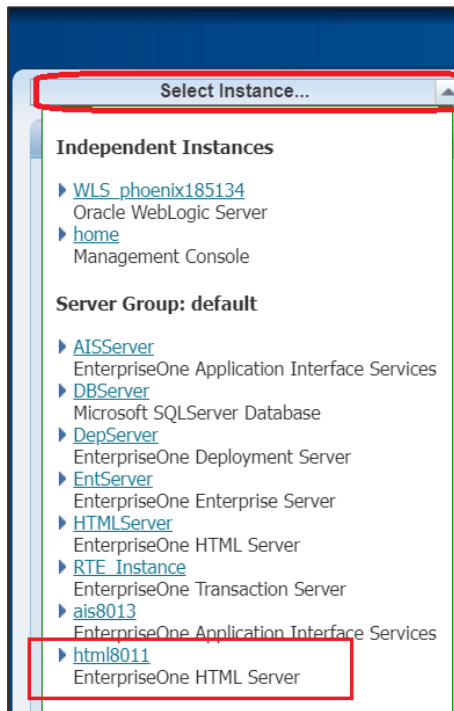 Select Instance...
Independent Instances
WLS_phoenix185134
Oracle WebLogic Server
home
Management Console
Server Group: default
AISServer
EnterpriseOne Application Interface Services
DBServer
Microsoft SQLServer Database
DepServer
EnterpriseOne Deployment Server
EntServer
EnterpriseOne Enterprise Server
HTMLServer
EnterpriseOne HTML Server
RTE_Instance
EnterpriseOne Transaction Server
ais8013
EnterpriseOne Application Interface Services
html8011
EnterpriseOne HTML Server